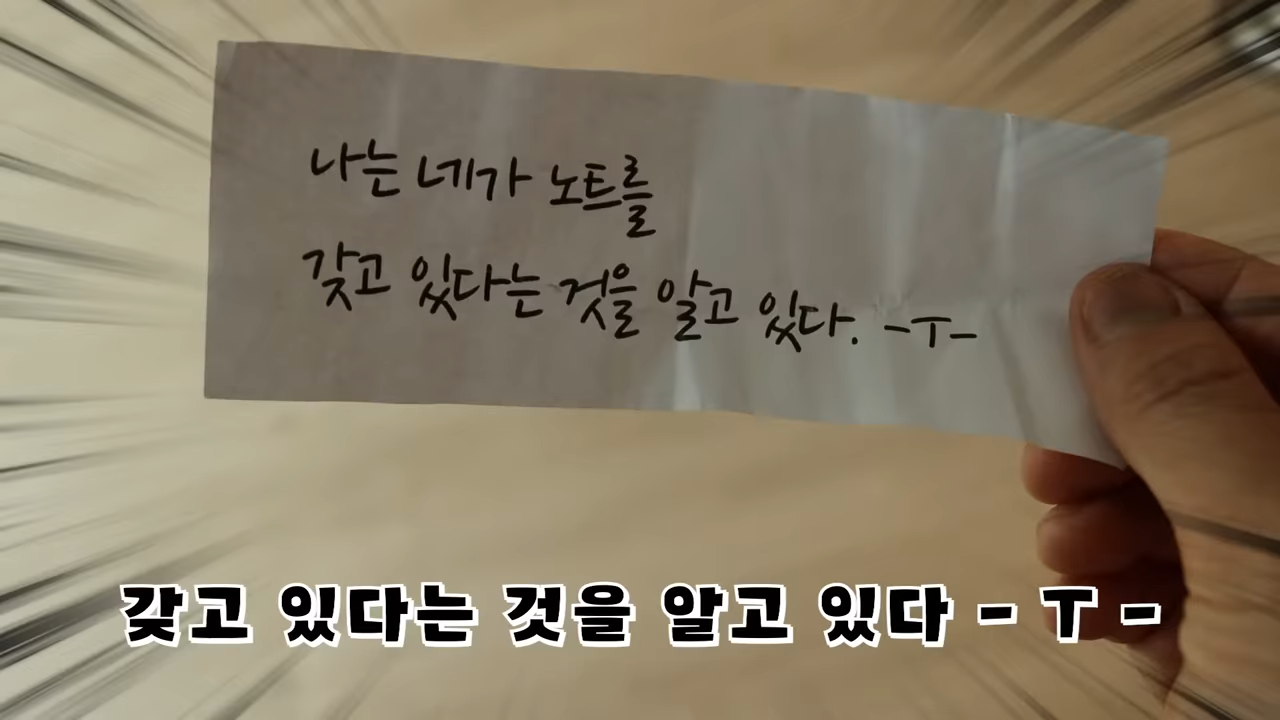 나는 네가 노트를
갖고 있다는 것을 알고 있다. -T-
갖고 있다는 것을 알고 있다 - T -